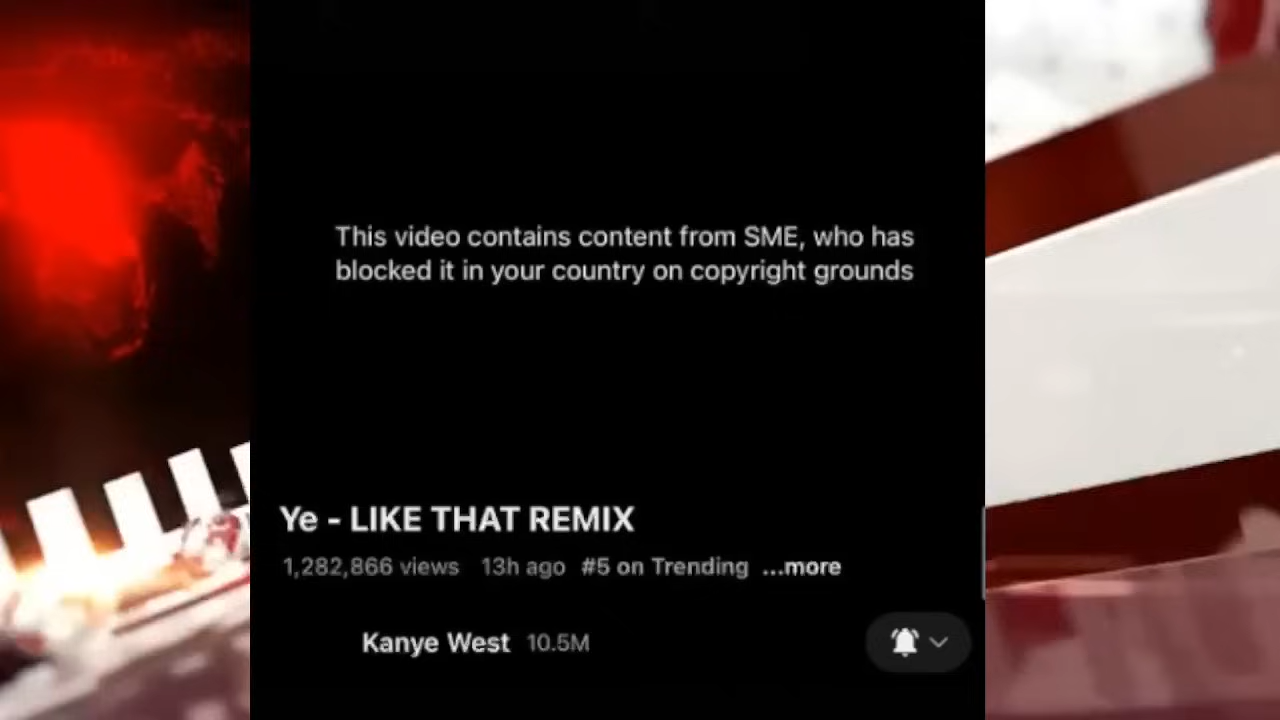 This video contains content from SME, who has
blocked it in your country on copyright grounds
Ye - LIKE THAT REMIX
1,282,866 views 13h ago #5 on Trending ...more
Kanye West 10.5M